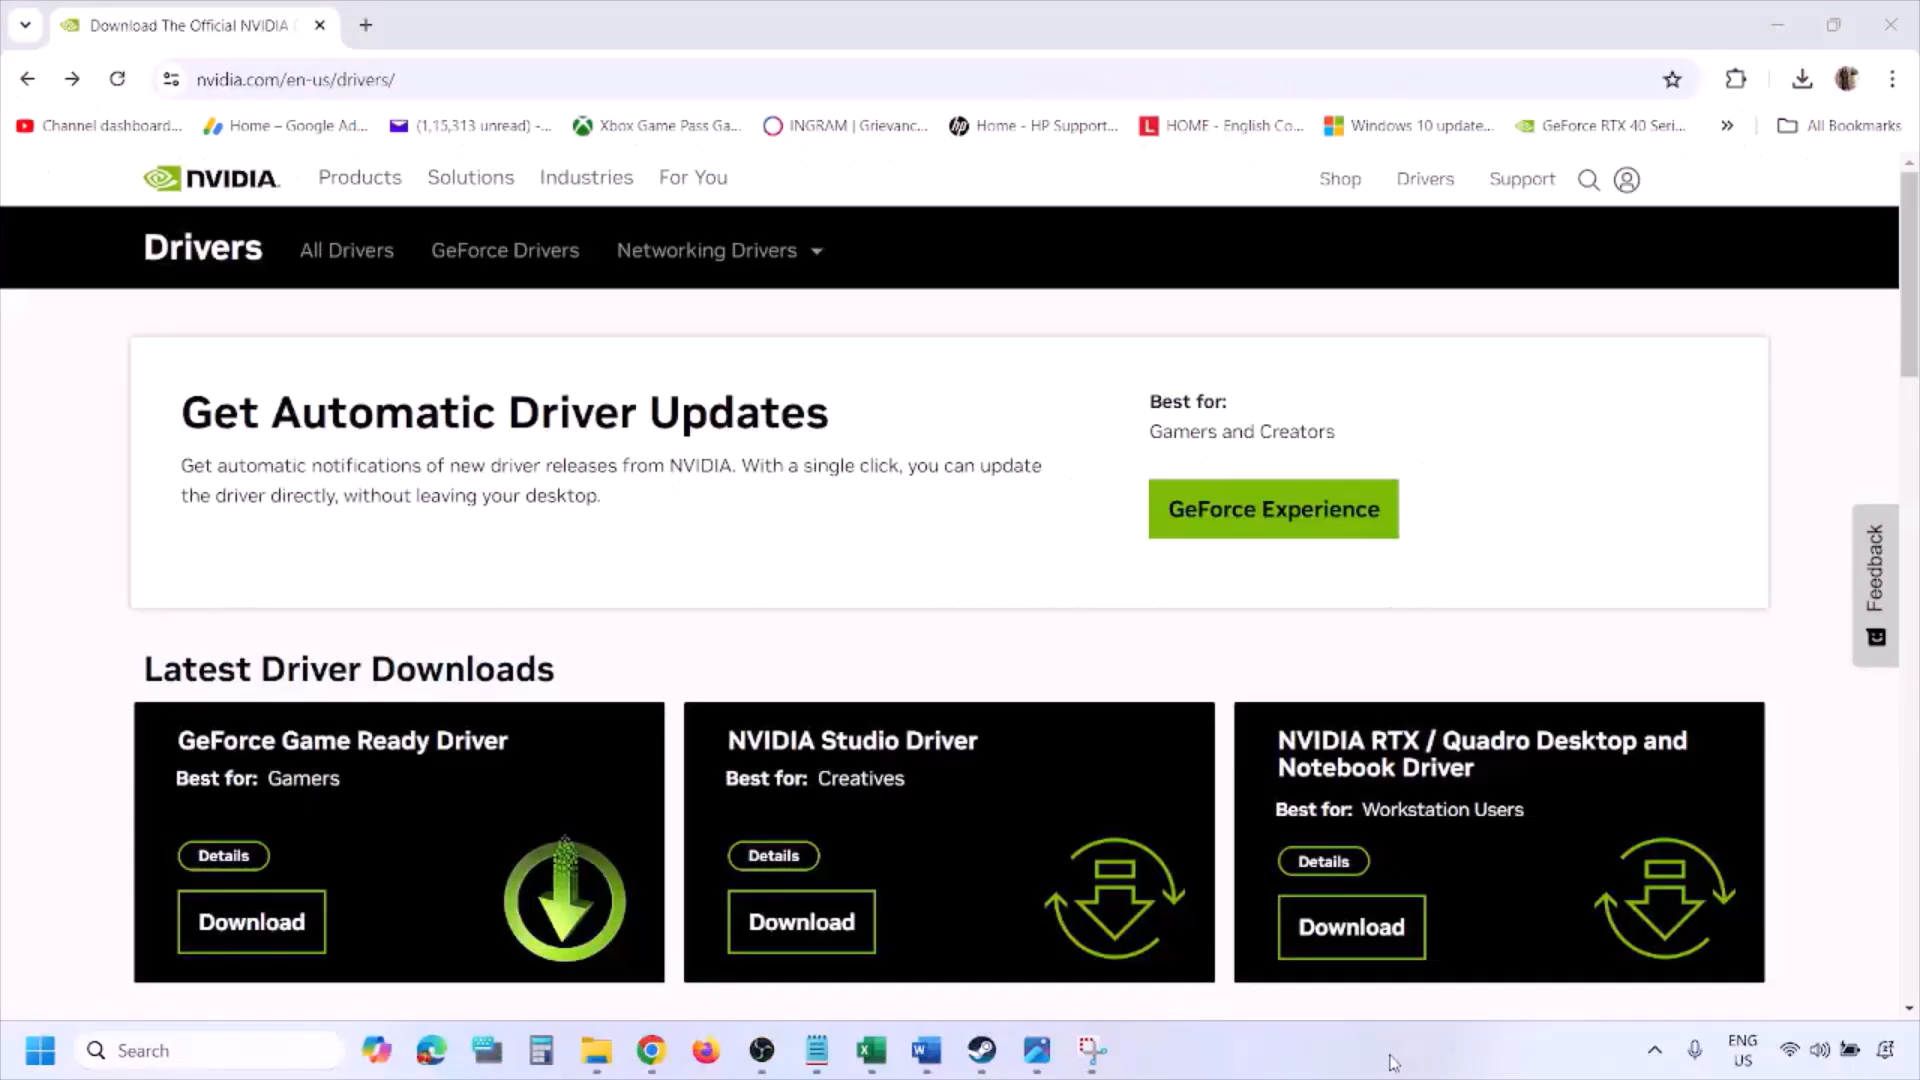 Download The Official NVIDIA
nvidia.com/en-us/drivers/
Channel dashboard...
Home – Google Ad...
(1,15,313 unread) -...
Xbox Game Pass Ga...
INGRAM | Grievanc...
Home - HP Support...
HOME - English Co...
Windows 10 update...
GeForce RTX 40 Seri...
All Bookmarks
NVIDIA.
Products
Solutions
Industries
For You
Shop
Drivers
Support
Drivers
All Drivers
GeForce Drivers
Networking Drivers
Get Automatic Driver Updates
Get automatic notifications of new driver releases from NVIDIA. With a single click, you can update
the driver directly, without leaving your desktop.
Best for:
Gamers and Creators
GeForce Experience
Feedback
Latest Driver Downloads
GeForce Game Ready Driver
Best for: Gamers
Details
Download
NVIDIA Studio Driver
Best for: Creatives
Details
Download
NVIDIA RTX / Quadro Desktop and
Notebook Driver
Best for: Workstation Users
Details
Download
Search
ENG
US